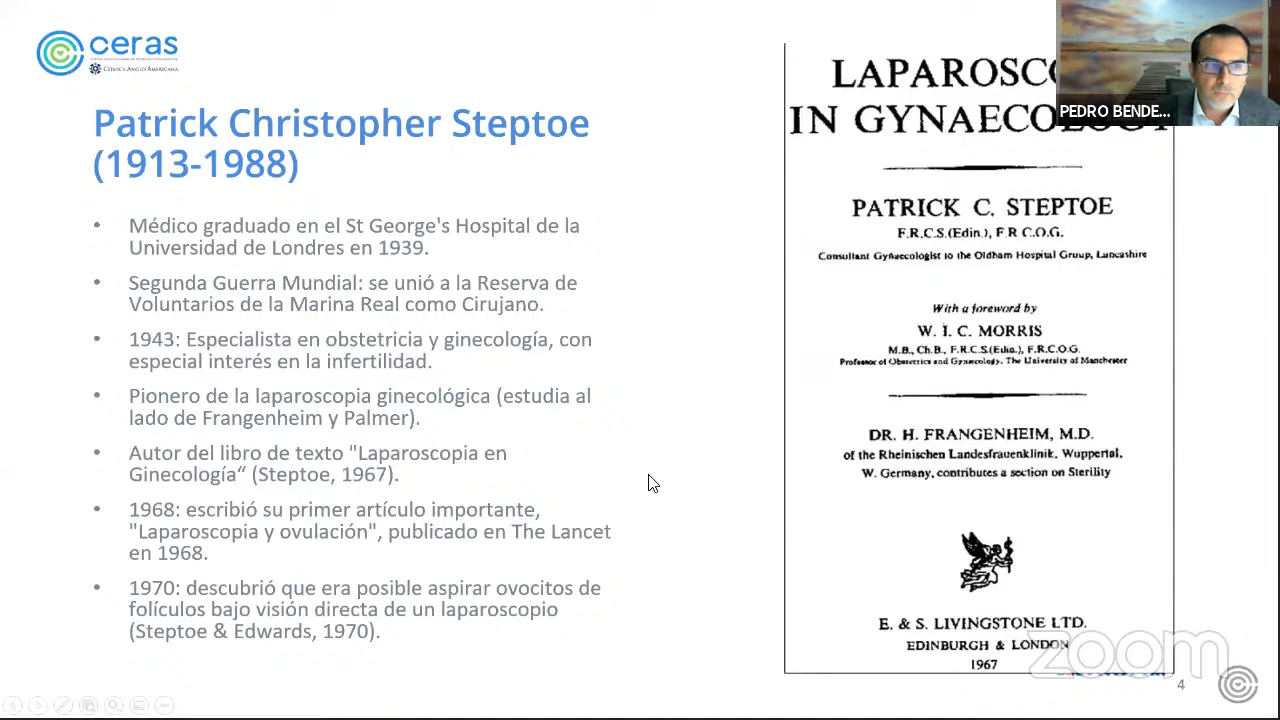 ceras
CLÍNICA ANGLO AMERICANA
Patrick Christopher Steptoe
(1913-1988)
• Médico graduado en el St George's Hospital de la
Universidad de Londres en 1939.
• Segunda Guerra Mundial: se unió a la Reserva de
Voluntarios de la Marina Real como Cirujano.
• 1943: Especialista en obstetricia y ginecología, con
especial interés en la infertilidad.
• Pionero de la laparoscopia ginecológica (estudia al
lado de Frangenheim y Palmer).
• Autor del libro de texto "Laparoscopia en
Ginecología“ (Steptoe, 1967).
• 1968: escribió su primer artículo importante,
"Laparoscopia y ovulación", publicado en The Lancet
en 1968.
• 1970: descubrió que era posible aspirar ovocitos de
folículos bajo visión directa de un laparoscopio
(Steptoe & Edwards, 1970).
LAPAROSC
IN GYNAECOLOGY
PATRICK C. STEPTOE
F.R.C.S.(Edin.), F.R.C.O.G.
Consultant Gynaecologist to the Oldham Hospital Group, Lancashire
With a foreword by
W. I. C. MORRIS
M.B., Ch.B., F.R.C.S.(Edin.), F.R.C.O.G.
Professor of Obstetrics and Gynaecology, The University of Manchester
DR. H. FRANGENHEIM, M.D.
of the Rheinischen Landesfrauenklinik, Wuppertal,
W. Germany, contributes a section on Sterility
E. & S. LIVINGSTONE LTD.
EDINBURGH & LONDON
1967
PEDRO BENDE...
zoom
4